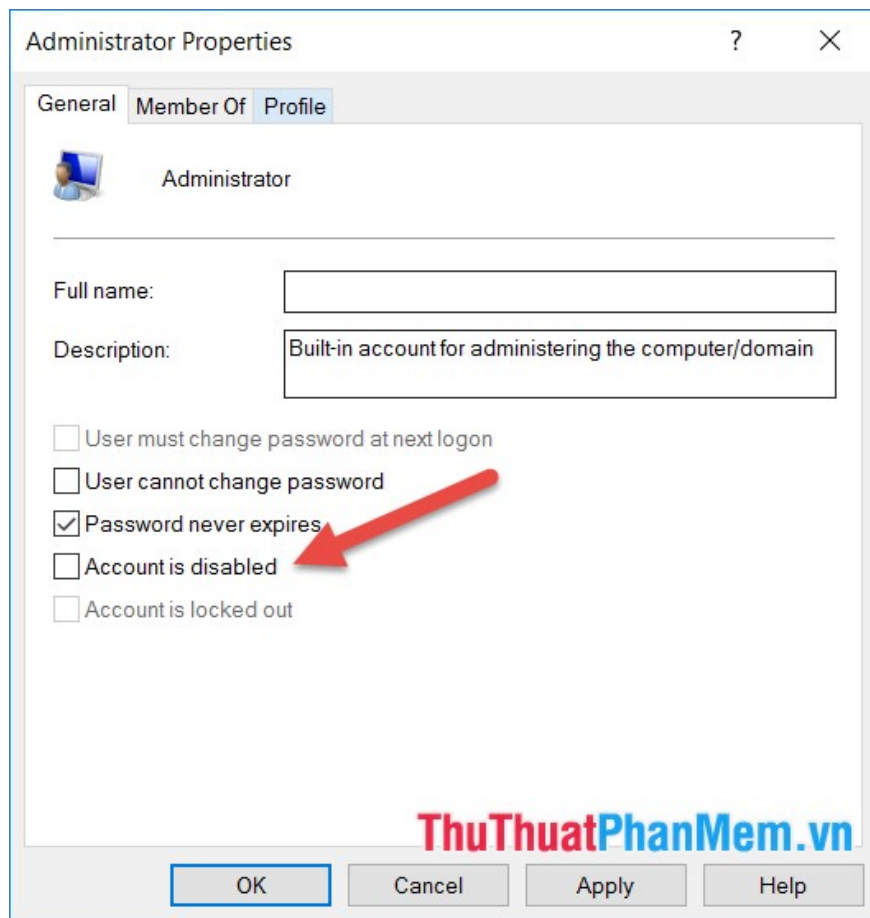 Administrator Properties
?
General Member Of Profile
Administrator
Full name:
Description: Built-in account for administering the computer/domain
User must change password at next logon
User cannot change password
Password never expires
Account is disabled
Account is locked out
ThuThuatPhanMem.vn
OK Cancel Apply Help